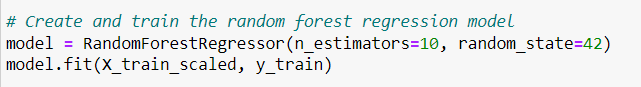 # Create and train the random forest regression model
model = RandomForestRegressor(n_estimators=10, random_state=42)
model.fit(X_train_scaled, y_train)